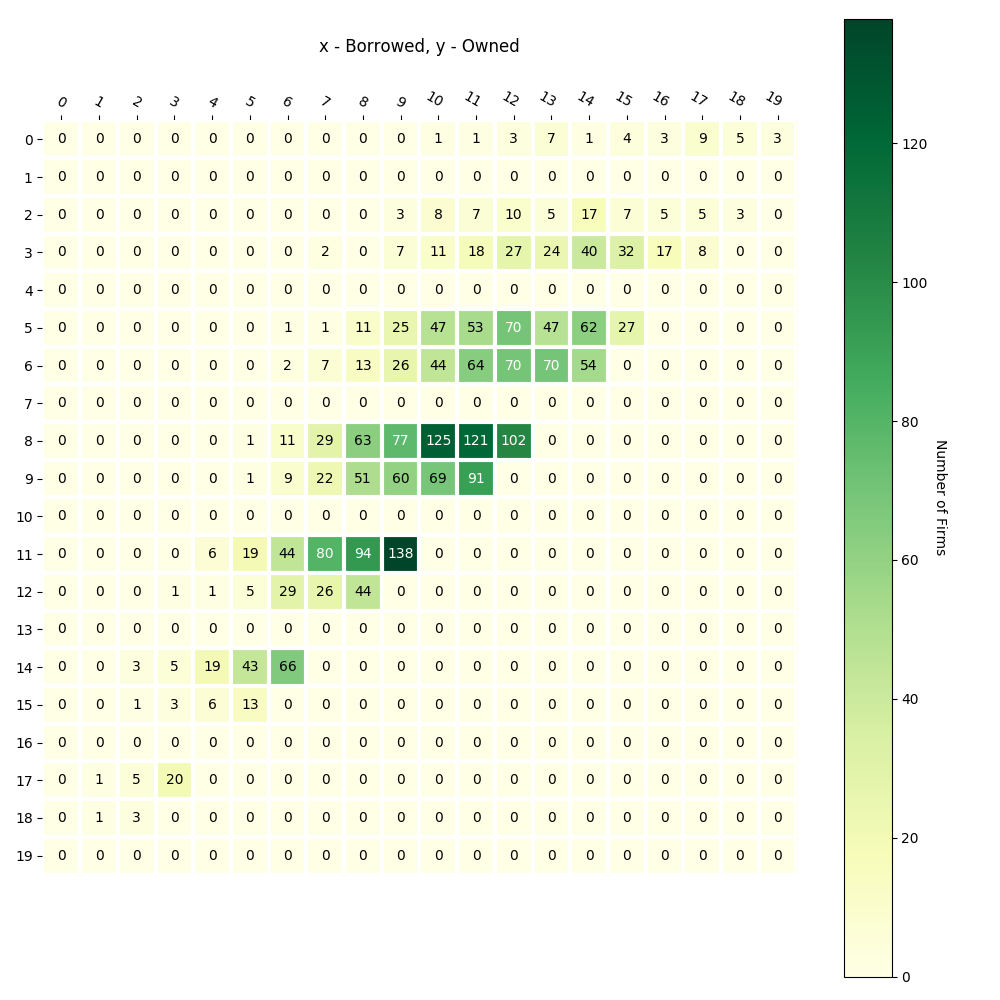 x - Borrowed, y - Owned
0 1 2 3 4 5 6 7 8 9 10 11 12 13 14 15 16 17 18 19
0 0 0 0 0 0 0 0 0 0 0 1 1 3 7 1 4 3 9 5 3
1 0 0 0 0 0 0 0 0 0 0 0 0 0 0 0 0 0 0 0 0
2 0 0 0 0 0 0 0 0 0 3 8 7 10 5 17 7 5 5 3 0
3 0 0 0 0 0 0 0 2 0 7 11 18 27 24 40 32 17 8 0 0
4 0 0 0 0 0 0 0 0 0 0 0 0 0 0 0 0 0 0 0 0
5 0 0 0 0 0 0 1 1 11 25 47 53 70 47 62 27 0 0 0 0
6 0 0 0 0 0 0 2 7 13 26 44 64 70 70 54 0 0 0 0 0
7 0 0 0 0 0 0 0 0 0 0 0 0 0 0 0 0 0 0 0 0
8 0 0 0 0 0 1 11 29 63 77 125 121 102 0 0 0 0 0 0 0
9 0 0 0 0 0 1 9 22 51 60 69 91 0 0 0 0 0 0 0 0
10 0 0 0 0 0 0 0 0 0 0 0 0 0 0 0 0 0 0 0 0
11 0 0 0 0 6 19 44 80 94 138 0 0 0 0 0 0 0 0 0 0
12 0 0 0 1 1 5 29 26 44 0 0 0 0 0 0 0 0 0 0 0
13 0 0 0 0 0 0 0 0 0 0 0 0 0 0 0 0 0 0 0 0
14 0 0 3 5 19 43 66 0 0 0 0 0 0 0 0 0 0 0 0 0
15 0 0 1 3 6 13 0 0 0 0 0 0 0 0 0 0 0 0 0 0
16 0 0 0 0 0 0 0 0 0 0 0 0 0 0 0 0 0 0 0 0
17 0 1 5 20 0 0 0 0 0 0 0 0 0 0 0 0 0 0 0 0
18 0 1 3 0 0 0 0 0 0 0 0 0 0 0 0 0 0 0 0 0
19 0 0 0 0 0 0 0 0 0 0 0 0 0 0 0 0 0 0 0 0
120
100
80
60
40
20
0
Number of Firms